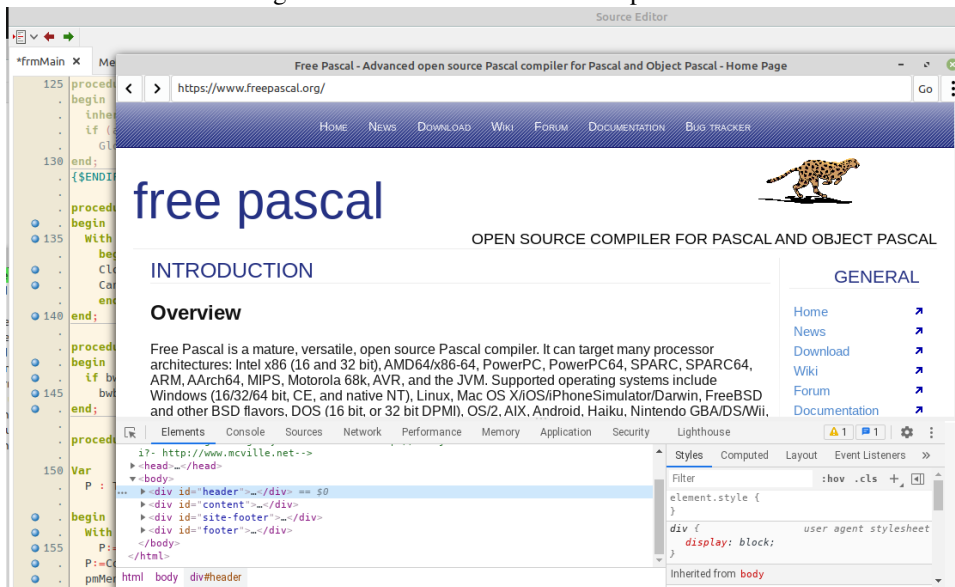 Source Editor
*frmMain × Me
Free Pascal - Advanced open source Pascal compiler for Pascal and Object Pascal - Home Page
https://www.freepascal.org/ Go
HOME NEWS DOWNLOAD WIKI FORUM DOCUMENTATION BUG TRACKER
free pascal
OPEN SOURCE COMPILER FOR PASCAL AND OBJECT PASCAL
125 procedu
begin
inher
if (
Gl
130 end;
{$ENDIF
procedu
begin
135 With
beg
Clo
Car
end
140 end;
procedu
begin
if bw
145 bwb
end;
procedu
150 Var
P : T
begin
With
155 P:=
P:=Co
pmMer
INTRODUCTION
Overview
Free Pascal is a mature, versatile, open source Pascal compiler. It can target many processor
architectures: Intel x86 (16 and 32 bit), AMD64/x86-64, PowerPC, PowerPC64, SPARC, SPARC64,
ARM, AArch64, MIPS, Motorola 68k, AVR, and the JVM. Supported operating systems include
Windows (16/32/64 bit, CE, and native NT), Linux, Mac OS X/iOS/iPhoneSimulator/Darwin, FreeBSD
and other BSD flavors, DOS (16 bit, or 32 bit DPMI), OS/2, AIX, Android, Haiku, Nintendo GBA/DS/Wii,
GENERAL
Home
News
Download
Wiki
Forum
Documentation
Elements Console Sources Network Performance Memory Application Security Lighthouse 1 1
i?- http://www.mcville.net-->
<head>…</head>
<body>
<div id="header">…</div> == $0
<div id="content">…</div>
<div id="site-footer">…</div>
<div id="footer">…</div>
</body>
</html>
html body div#header
Styles Computed Layout Event Listeners »
Filter :hov .cls +
element.style {
}
div { user agent stylesheet
display: block;
}
Inherited from body